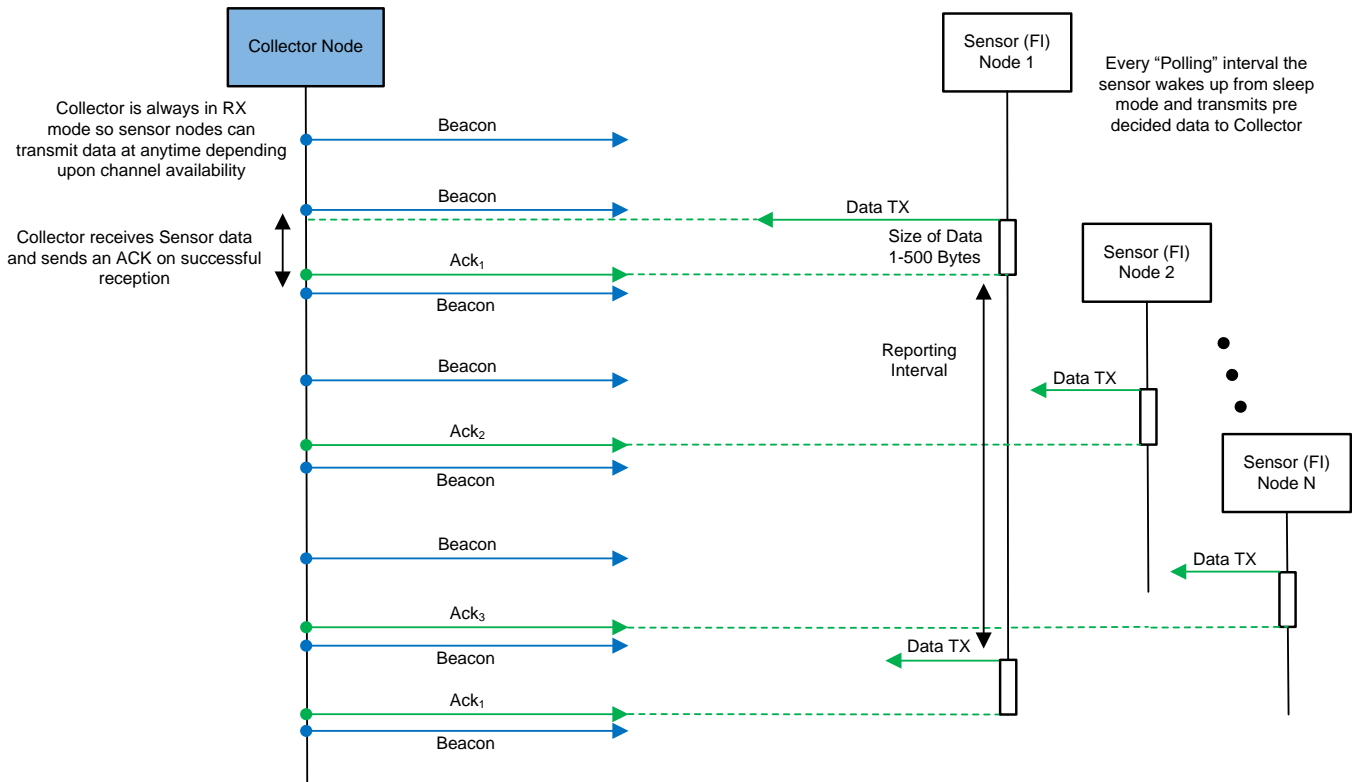 Collector Node
Sensor (FI)
Node 1
Every “Polling” interval the
sensor wakes up from sleep
mode and transmits pre
decided data to Collector
Collector is always in RX
mode so sensor nodes can
transmit data at anytime depending
upon channel availability
Beacon
Beacon
Data TX
Collector receives Sensor data
and sends an ACK on successful
reception
Size of Data
1-500 Bytes
Sensor (FI)
Node 2
Ack₁
Beacon
Reporting
Interval
Beacon
Data TX
Ack₂
Beacon
Sensor (FI)
Node N
Beacon
Data TX
Ack₃
Beacon
Data TX
Ack₁
Beacon